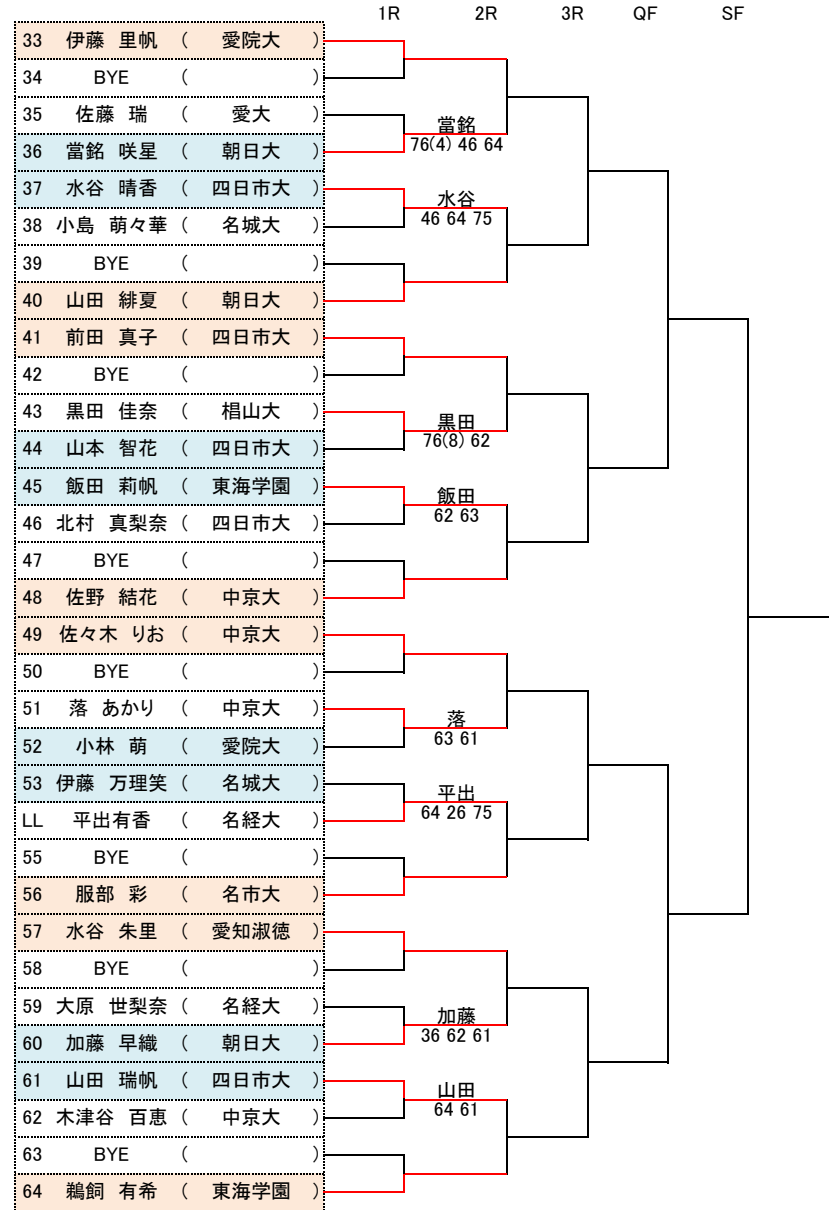 1R 2R 3R QF SF
33 伊藤 里帆 ( 愛院大 )
34 BYE ( )
35 佐藤 瑞 ( 愛大 )
當銘
76(4) 46 64
36 當銘 咲星 ( 朝日大 )
37 水谷 晴香 ( 四日市大 )
水谷
46 64 75
38 小島 萌々華 ( 名城大 )
39 BYE ( )
40 山田 緋夏 ( 朝日大 )
41 前田 真子 ( 四日市大 )
42 BYE ( )
43 黒田 佳奈 ( 椙山大 )
黒田
76(8) 62
44 山本 智花 ( 四日市大 )
45 飯田 莉帆 ( 東海学園 )
飯田
62 63
46 北村 真梨奈 ( 四日市大 )
47 BYE ( )
48 佐野 結花 ( 中京大 )
49 佐々木 りお ( 中京大 )
50 BYE ( )
51 落 あかり ( 中京大 )
落
63 61
52 小林 萌 ( 愛院大 )
53 伊藤 万理笑 ( 名城大 )
平出
64 26 75
LL 平出有香 ( 名経大 )
55 BYE ( )
56 服部 彩 ( 名市大 )
57 水谷 朱里 ( 愛知淑徳 )
58 BYE ( )
59 大原 世梨奈 ( 名経大 )
加藤
36 62 61
60 加藤 早織 ( 朝日大 )
61 山田 瑞帆 ( 四日市大 )
山田
64 61
62 木津谷 百恵 ( 中京大 )
63 BYE ( )
64 鵜飼 有希 ( 東海学園 )